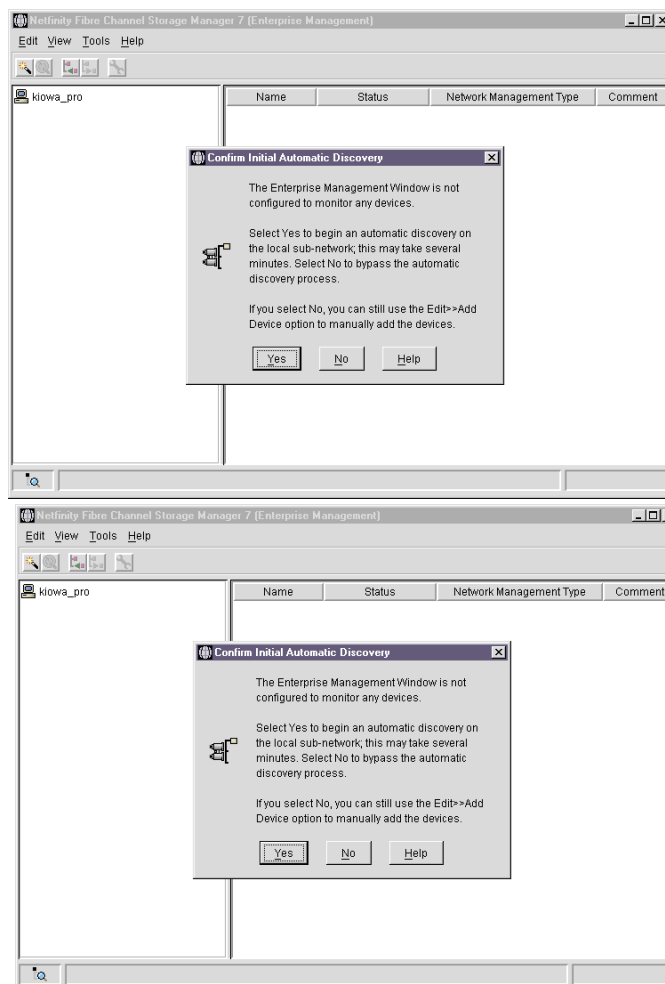 Netfinity Fibre Channel Storage Manager 7 (Enterprise Management)
Edit View Tools Help
kiowa_pro
Name Status Network Management Type Comment
Confirm Initial Automatic Discovery
The Enterprise Management Window is not
configured to monitor any devices.
Select Yes to begin an automatic discovery on
the local sub-network; this may take several
minutes. Select No to bypass the automatic
discovery process.
If you select No, you can still use the Edit>>Add
Device option to manually add the devices.
Yes No Help
Netfinity Fibre Channel Storage Manager 7 (Enterprise Management)
Edit View Tools Help
kiowa_pro
Name Status Network Management Type Comment
Confirm Initial Automatic Discovery
The Enterprise Management Window is not
configured to monitor any devices.
Select Yes to begin an automatic discovery on
the local sub-network; this may take several
minutes. Select No to bypass the automatic
discovery process.
If you select No, you can still use the Edit>>Add
Device option to manually add the devices.
Yes No Help